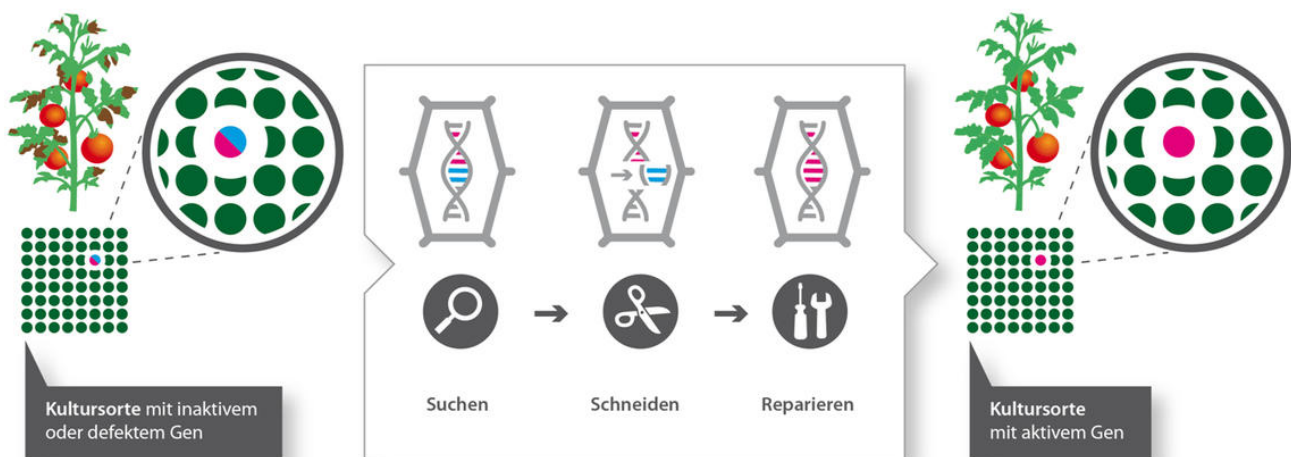 Kultursorte mit inaktivem
oder defektem Gen
Suchen
Schneiden
Reparieren
Kultursorte
mit aktivem Gen